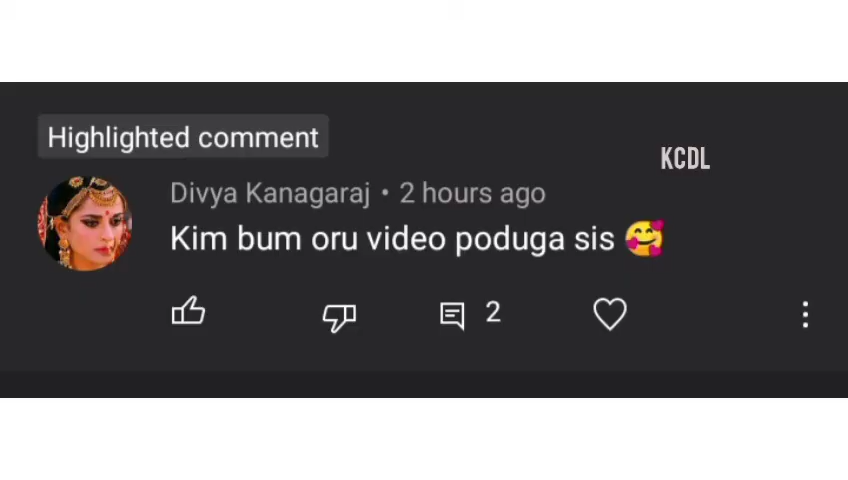 Highlighted comment
KCDL
Divya Kanagaraj • 2 hours ago
Kim bum oru video poduga sis 🥰
2